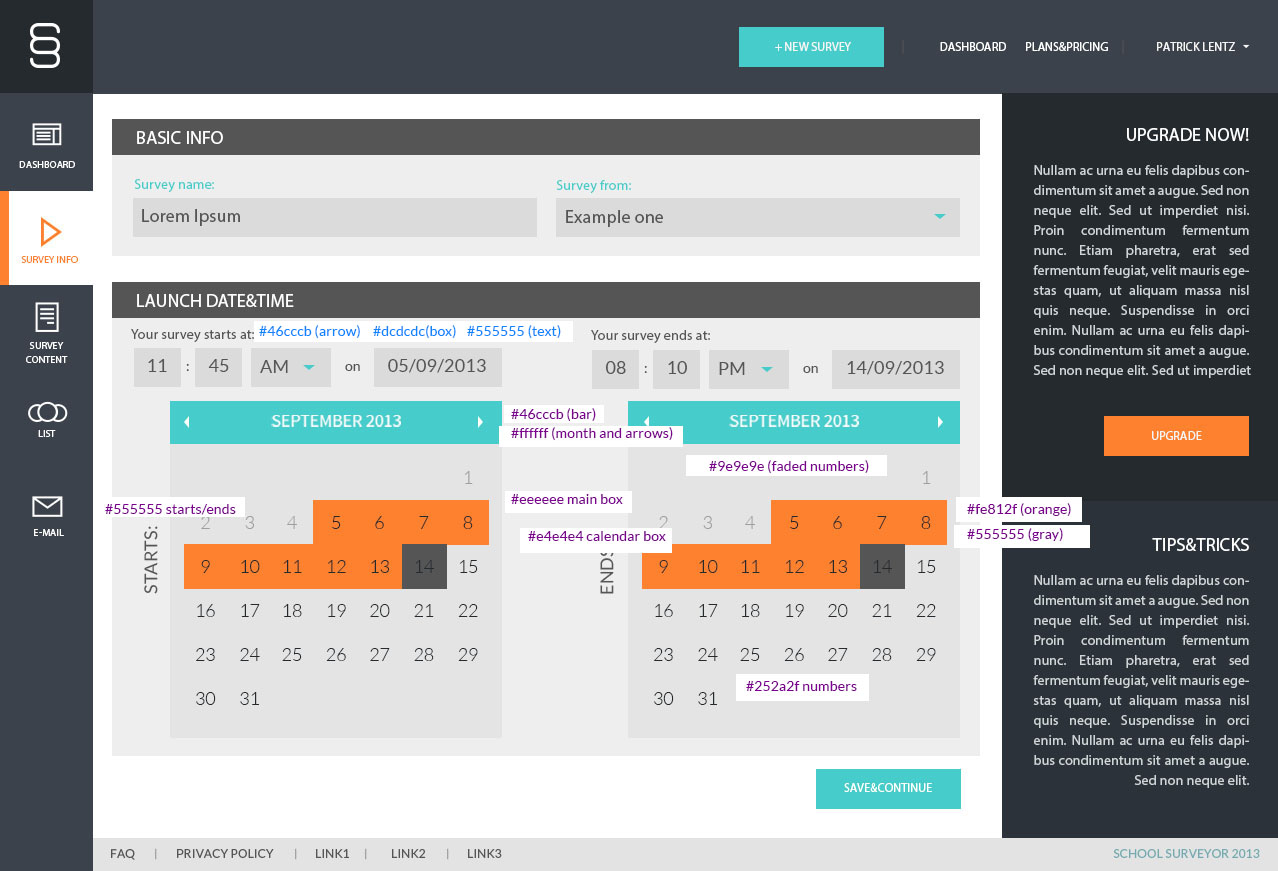 + NEW SURVEY
DASHBOARD
PLANS&PRICING
PATRICK LENTZ
DASHBOARD
SURVEY INFO
SURVEY
CONTENT
LIST
E-MAIL
BASIC INFO
Survey name:
Survey from:
Lorem Ipsum
Example one
LAUNCH DATE&TIME
Your survey starts at:
#46cccb (arrow) #dcdcdc(box) #555555 (text)
11 : 45 AM on 05/09/2013
SEPTEMBER 2013
#46cccb (bar)
#ffffff (month and arrows)
#eeeeee main box
#e4e4e4 calendar box
#555555 starts/ends
STARTS:
1
2 3 4 5 6 7 8
9 10 11 12 13 14 15
16 17 18 19 20 21 22
23 24 25 26 27 28 29
30 31
Your survey ends at:
08 : 10 PM on 14/09/2013
SEPTEMBER 2013
#9e9e9e (faded numbers)
ENDS
1
2 3 4 5 6 7 8
9 10 11 12 13 14 15
16 17 18 19 20 21 22
23 24 25 26 27 28 29
30 31
#252a2f numbers
#fe812f (orange)
#555555 (gray)
SAVE&CONTINUE
UPGRADE NOW!
Nullam ac urna eu felis dapibus con-
dimentum sit amet a augue. Sed non
neque elit. Sed ut imperdiet nisi.
Proin condimentum fermentum
nunc. Etiam pharetra, erat sed
fermentum feugiat, velit mauris ege-
stas quam, ut aliquam massa nisl
quis neque. Suspendisse in orci
enim. Nullam ac urna eu felis dapi-
bus condimentum sit amet a augue.
Sed non neque elit. Sed ut imperdiet
UPGRADE
TIPS&TRICKS
Nullam ac urna eu felis dapibus con-
dimentum sit amet a augue. Sed non
neque elit. Sed ut imperdiet nisi.
Proin condimentum fermentum
nunc. Etiam pharetra, erat sed
fermentum feugiat, velit mauris ege-
stas quam, ut aliquam massa nisl
quis neque. Suspendisse in orci
enim. Nullam ac urna eu felis dapi-
bus condimentum sit amet a augue.
Sed non neque elit.
FAQ | PRIVACY POLICY | LINK1 | LINK2 | LINK3
SCHOOL SURVEYOR 2013